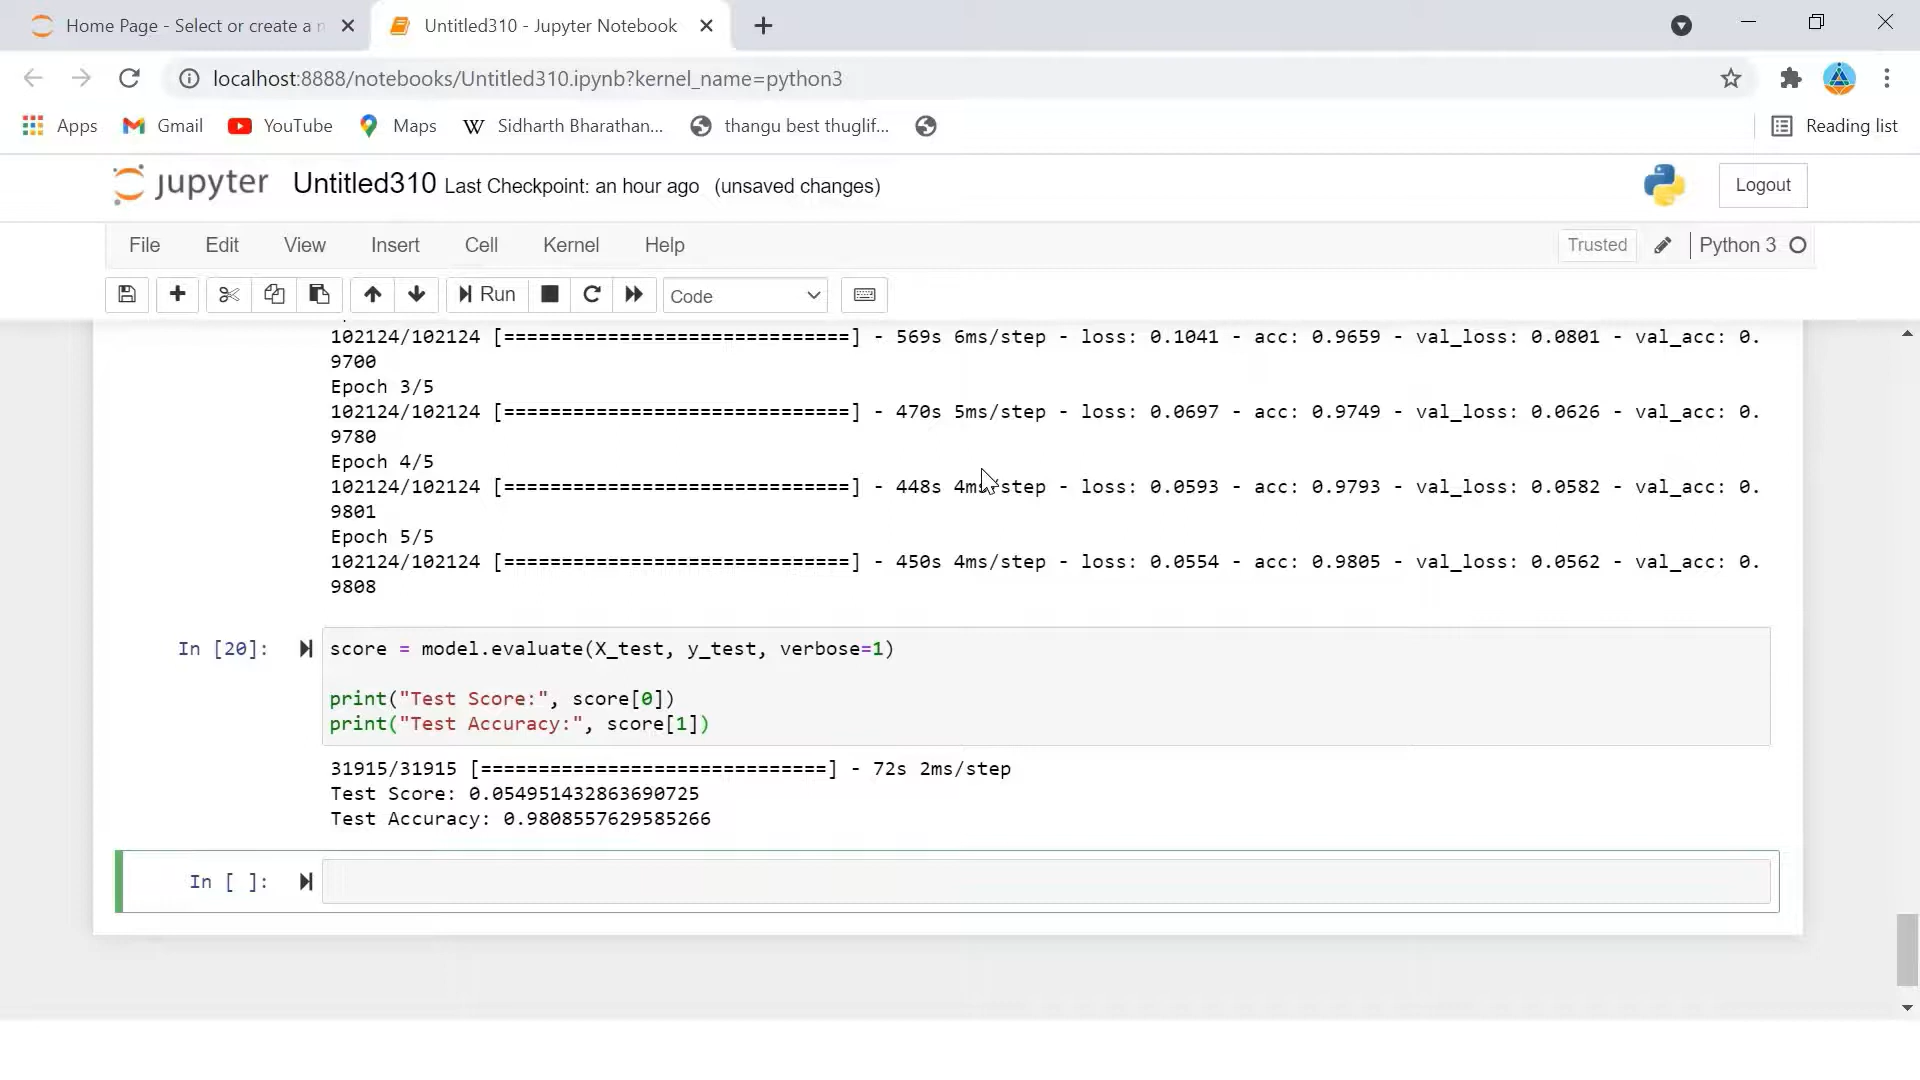 Home Page - Select or create a n
Untitled310 - Jupyter Notebook
localhost:8888/notebooks/Untitled310.ipynb?kernel_name=python3
Apps Gmail YouTube Maps Sidharth Bharathan... thangu best thuglif... Reading list
jupyter Untitled310 Last Checkpoint: an hour ago (unsaved changes) Logout
File Edit View Insert Cell Kernel Help Trusted Python 3
Run Code
102124/102124 [==============================] - 569s 6ms/step - loss: 0.1041 - acc: 0.9659 - val_loss: 0.0801 - val_acc: 0.
9700
Epoch 3/5
102124/102124 [==============================] - 470s 5ms/step - loss: 0.0697 - acc: 0.9749 - val_loss: 0.0626 - val_acc: 0.
9780
Epoch 4/5
102124/102124 [==============================] - 448s 4ms/step - loss: 0.0593 - acc: 0.9793 - val_loss: 0.0582 - val_acc: 0.
9801
Epoch 5/5
102124/102124 [==============================] - 450s 4ms/step - loss: 0.0554 - acc: 0.9805 - val_loss: 0.0562 - val_acc: 0.
9808
In [20]: score = model.evaluate(X_test, y_test, verbose=1)
print("Test Score:", score[0])
print("Test Accuracy:", score[1])
31915/31915 [==============================] - 72s 2ms/step
Test Score: 0.054951432863690725
Test Accuracy: 0.9808557629585266
In [ ]: